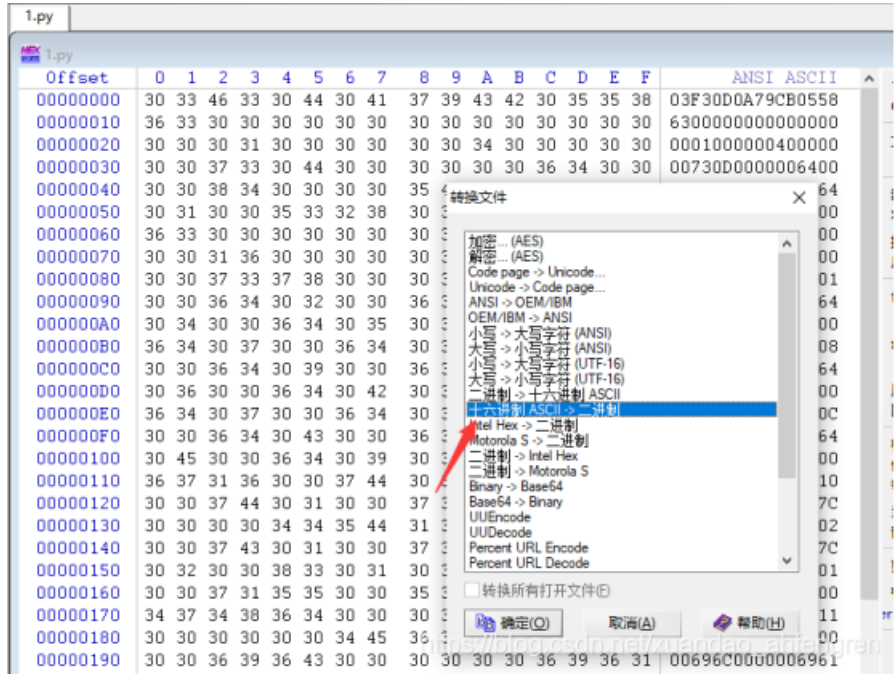 1.py
1.py
Offset 0 1 2 3 4 5 6 7 8 9 A B C D E F ANSI ASCII
00000000 30 33 46 33 30 44 30 41 37 39 43 42 30 35 35 38 03F30D0A79CB0558
00000010 36 33 30 30 30 30 30 30 30 30 30 30 30 30 30 30 6300000000000000
00000020 30 30 30 31 30 30 30 30 30 30 34 30 30 30 30 30 0001000000400000
00000030 30 30 37 33 30 44 30 30 30 30 30 30 36 34 30 30 00730D0000006400
00000040 30 30 38 34 30 30 30 30 35 64
00000050 30 31 30 30 35 33 32 38 30 00
00000060 36 33 30 30 30 30 30 30 30 00
00000070 30 30 31 36 30 30 30 30 30 00
00000080 30 30 37 33 37 38 30 30 30 01
00000090 30 30 36 34 30 32 30 30 36 64
000000A0 30 34 30 30 36 34 30 35 30 00
000000B0 36 34 30 37 30 30 36 34 30 08
000000C0 30 30 36 34 30 39 30 30 36 64
000000D0 30 36 30 30 36 34 30 42 30 00
000000E0 36 34 30 37 30 30 36 34 30 0C
000000F0 30 30 36 34 30 43 30 30 36 64
00000100 30 45 30 30 36 34 30 39 30 00
00000110 36 37 31 36 30 30 37 44 30 10
00000120 30 30 37 44 30 31 30 30 37 7C
00000130 30 30 30 30 34 34 35 44 31 02
00000140 30 30 37 43 30 31 30 30 37 7C
00000150 30 32 30 30 38 33 30 31 30 01
00000160 30 30 37 31 35 35 30 30 35
00000170 34 37 34 38 36 34 30 30 30 11
00000180 30 30 30 30 30 30 34 45 36 00
00000190 30 30 36 39 36 43 30 30 30 30 30 30 36 39 36 31 00696C0000006961
转换文件
加密... (AES)
解密... (AES)
Code page -> Unicode...
Unicode -> Code page...
ANSI -> OEM/IBM
OEM/IBM -> ANSI
小写 -> 大写字符 (ANSI)
大写 -> 小写字符 (ANSI)
小写 -> 大写字符 (UTF-16)
大写 -> 小写字符 (UTF-16)
二进制 -> 十六进制 ASCII
十六进制 ASCII -> 二进制
Intel Hex -> 二进制
Motorola S -> 二进制
二进制 -> Intel Hex
二进制 -> Motorola S
Binary -> Base64
Base64 -> Binary
UUEncode
UUDecode
Percent URL Encode
Percent URL Decode
转换所有打开文件(F)
确定(O) 取消(A) 帮助(H)
https://blog.csdn.net/xuandao_ahfengren